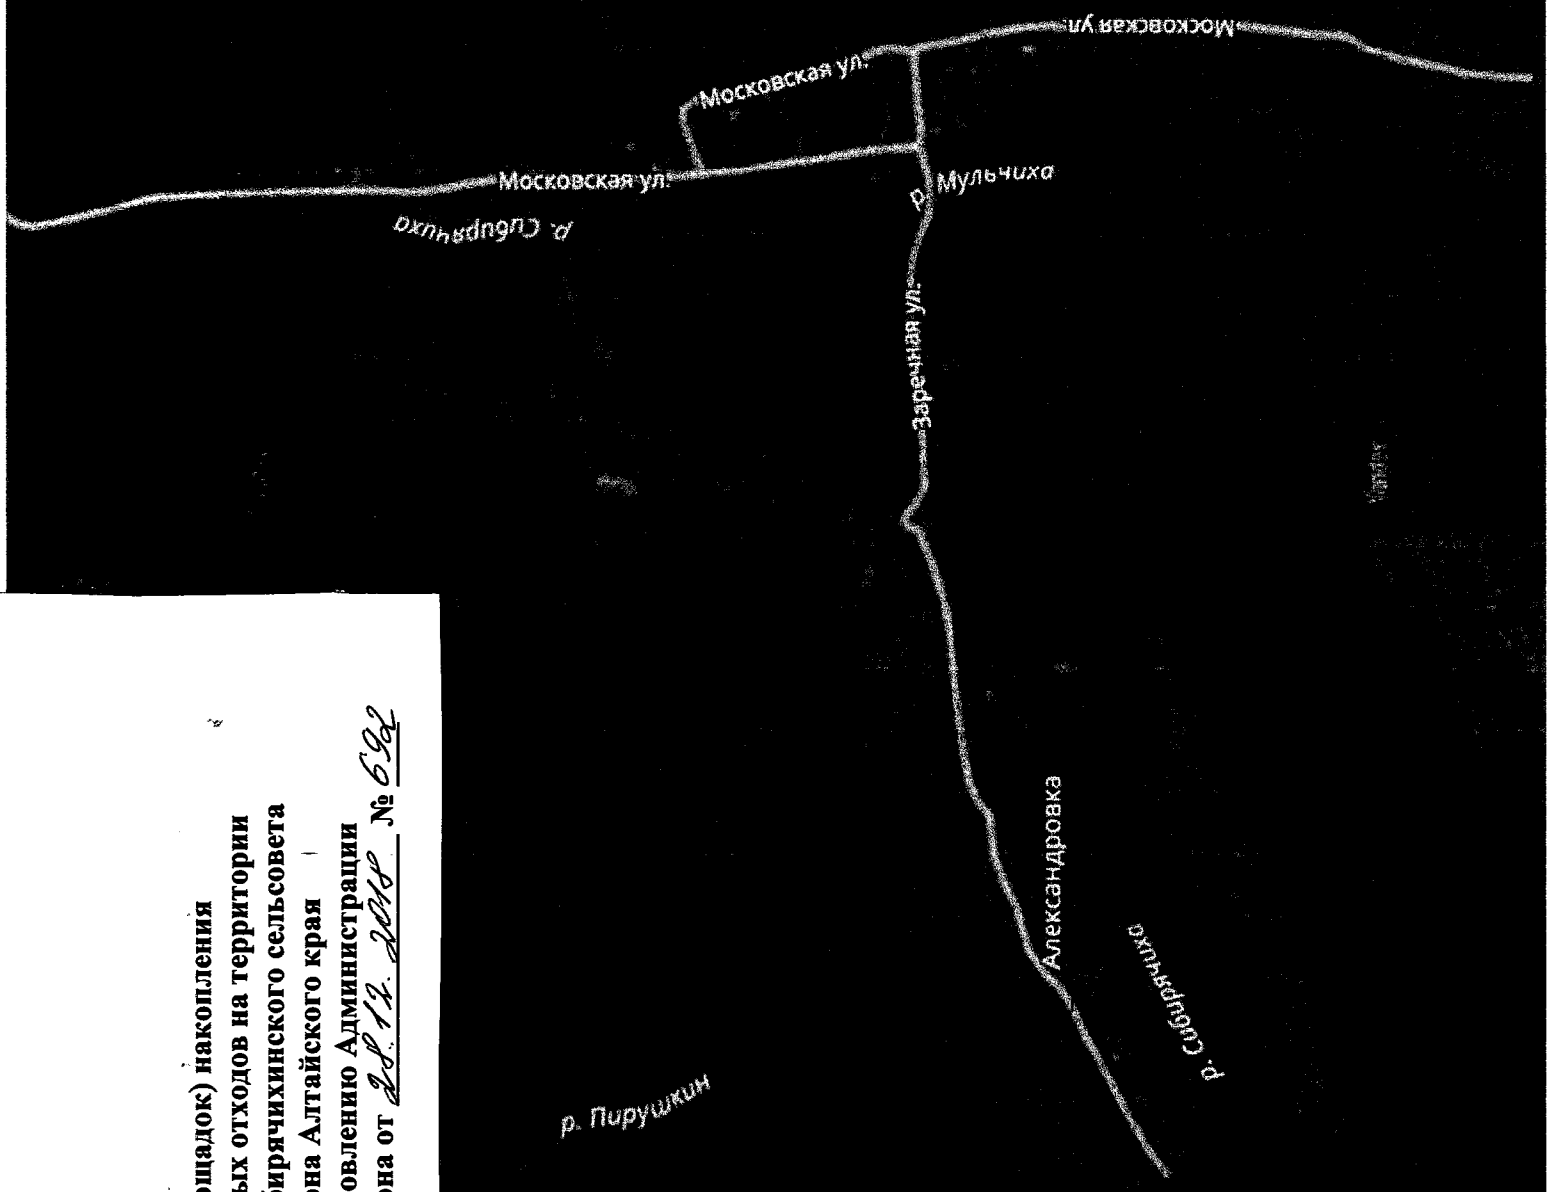 Московская ул.
Московская ул.
Московская ул.
р. Мульчиха
р. Сибирячиха
Заречная ул.
Yandex
Александровка
р. Сибирячиха
р. Пирушкин
ощадок) накопления
ых отходов на территории
бирячихинского сельсовета
она Алтайского края
овлению Администрации
она от 28.12.2018 № 692